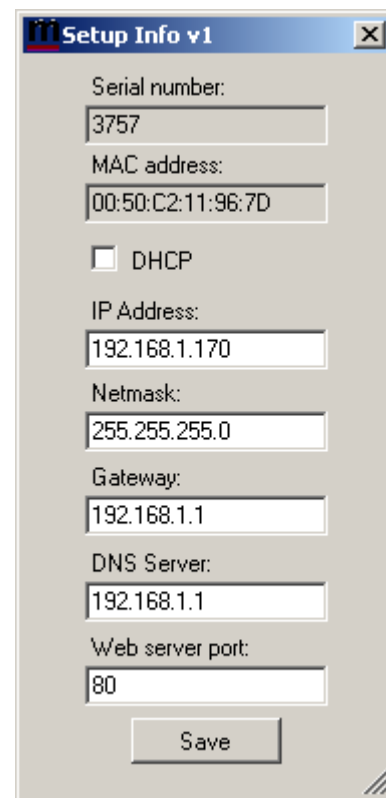 Setup Info v1
Serial number:
3757
MAC address:
00:50:C2:11:96:7D
DHCP
IP Address:
192.168.1.170
Netmask:
255.255.255.0
Gateway:
192.168.1.1
DNS Server:
192.168.1.1
Web server port:
80
Save